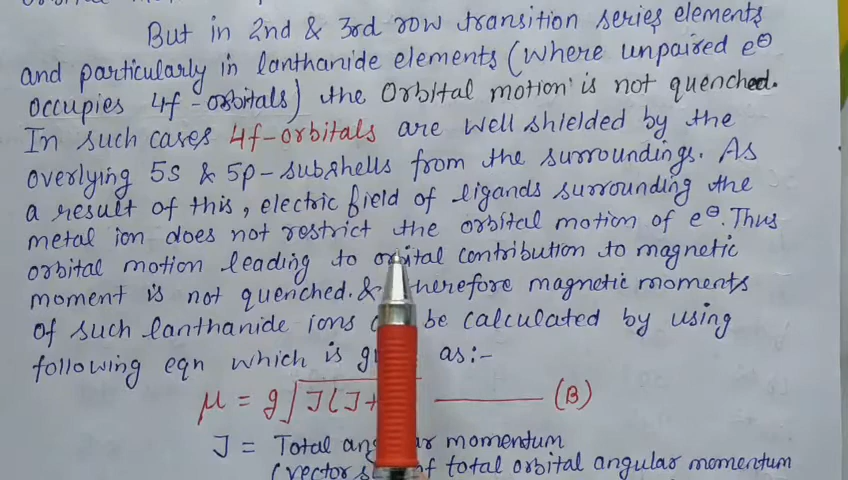 But in 2nd & 3rd row transition series elements
and particularly in lanthanide elements (where unpaired e⊖
occupies 4f-orbitals) the Orbital motion is not quenched.
In such cases 4f-orbitals are well shielded by the
overlying 5s & 5p-subshells from the surroundings. As
a result of this, electric field of ligands surrounding the
metal ion does not restrict the orbital motion of e⊖. Thus
orbital motion leading to orbital contribution to magnetic
moment is not quenched. & therefore magnetic moments
of such lanthanide ions be calculated by using
following eqn which is as:-
μ = g√J(J+ (B)
J = Total angular momentum
(vector of total orbital angular momentum